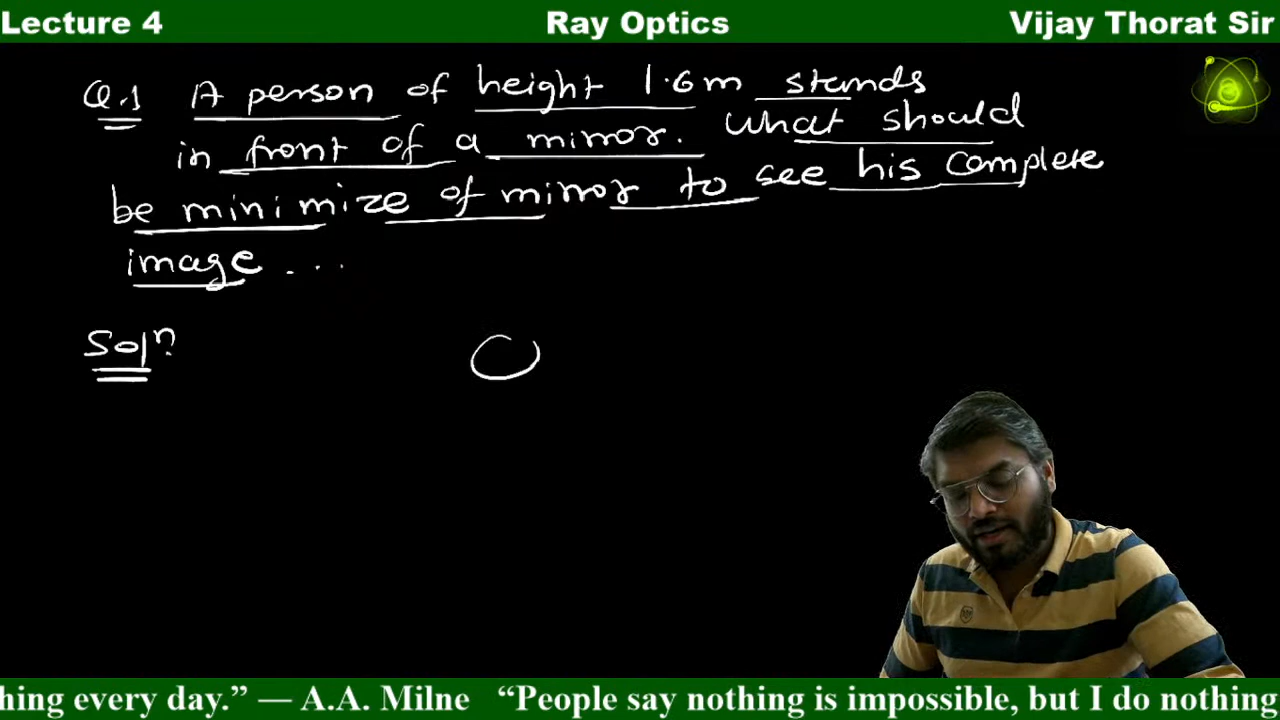 Lecture 4 Ray Optics Vijay Thorat Sir
Q.1 A person of height 1.6m stands
in front of a mirror. What should
be minimize of mirror to see his complete
image . . .
Solⁿ:
hing every day.” — A.A. Milne “People say nothing is impossible, but I do nothing